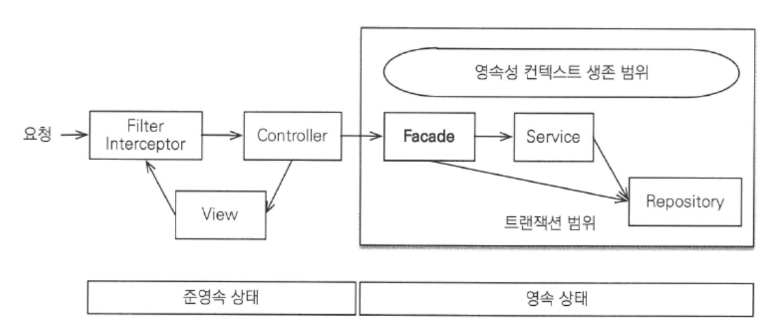 영속성 컨텍스트 생존 범위
요청
Filter
Interceptor
Controller
Facade
Service
View
Repository
트랜잭션 범위
준영속 상태
영속 상태